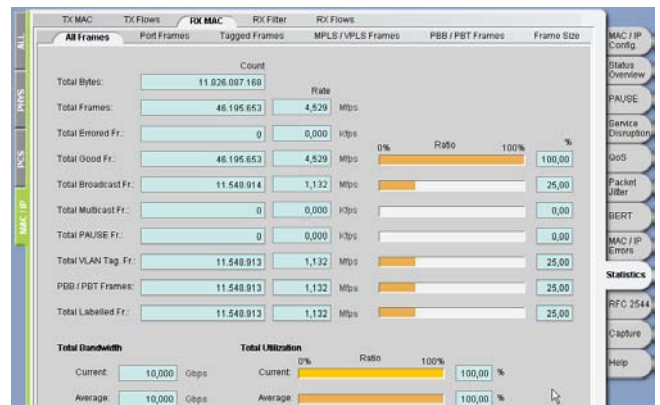 TX MAC TX Flows RX MAC RX Filter RX Flows
All Frames Port Frames Tagged Frames MPLS / VPLS Frames PBB / PBT Frames Frame Size
ALL
PHYS
PCS
MAC / IP
Count
Total Bytes: 11.826.087.168
Rate
Total Frames: 46.195.653 4,529 Mfps
Total Errored Fr.: 0 0,000 kfps
0% Ratio 100% %
Total Good Fr.: 46.195.653 4,529 Mfps 100,00
Total Broadcast Fr.: 11.548.914 1,132 Mfps 25,00
Total Multicast Fr.: 0 0,000 Kfps 0,00
Total PAUSE Fr.: 0 0,000 kfps 0,00
Total VLAN Tag. Fr.: 11.548.913 1,132 Mfps 25,00
PBB / PBT Frames: 11.548.913 1,132 Mfps 25,00
Total Labelled Fr.: 11.548.913 1,132 Mfps 25,00
Total Bandwidth Total Utilization
0% Ratio 100%
Current: 10,000 Gbps Current: 100,00 %
Average: 10,000 Gbps Average: 100,00 %
MAC / IP
Config.
Status
Overview
PAUSE
Service
Disruption
QoS
Packet
Jitter
BERT
MAC / IP
Errors
Statistics
RFC 2544
Capture
Help